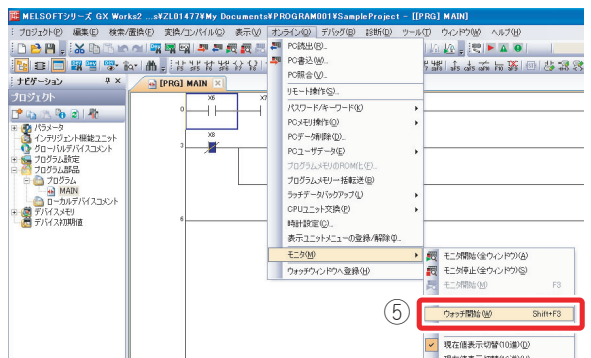 MELSOFTシリーズ GX Works2 ...s¥ZL01477¥My Documents¥PROGRAM001¥SampleProject - [[PRG] MAIN]
プロジェクト(P) 編集(E) 検索/置換(F) 変換/コンパイル(C) 表示(V) オンライン(O) デバッグ(B) 診断(D) ツール(T) ウィンドウ(W) ヘルプ(H)
ナビゲーション
プロジェクト
パラメータ
インテリジェント機能ユニット
グローバルデバイスコメント
プログラム設定
プログラム部品
プログラム
MAIN
ローカルデバイスコメント
デバイスメモリ
デバイス初期値
[PRG] MAIN
X6
X7
0
X8
3
6
PC読出(R)...
PC書込(W)...
PC照合(V)...
リモート操作(S)...
パスワード/キーワード(K)
PCメモリ操作(O)
PCデータ削除(D)...
PCユーザデータ(E)
プログラムメモリのROM化(F)...
プログラムメモリ一括転送(B)
ラッチデータバックアップ(L)
CPUユニット交換(P)
時計設定(C)...
表示ユニットメニューの登録/解除(I)...
モニタ(M)
ウォッチウィンドウへ登録(H)
モニタ開始(全ウィンドウ)(A)
モニタ停止(全ウィンドウ)(S)
モニタ開始(M) F3
⑤
ウォッチ開始(W) Shift+F3
現在値表示切替(10進)(D)